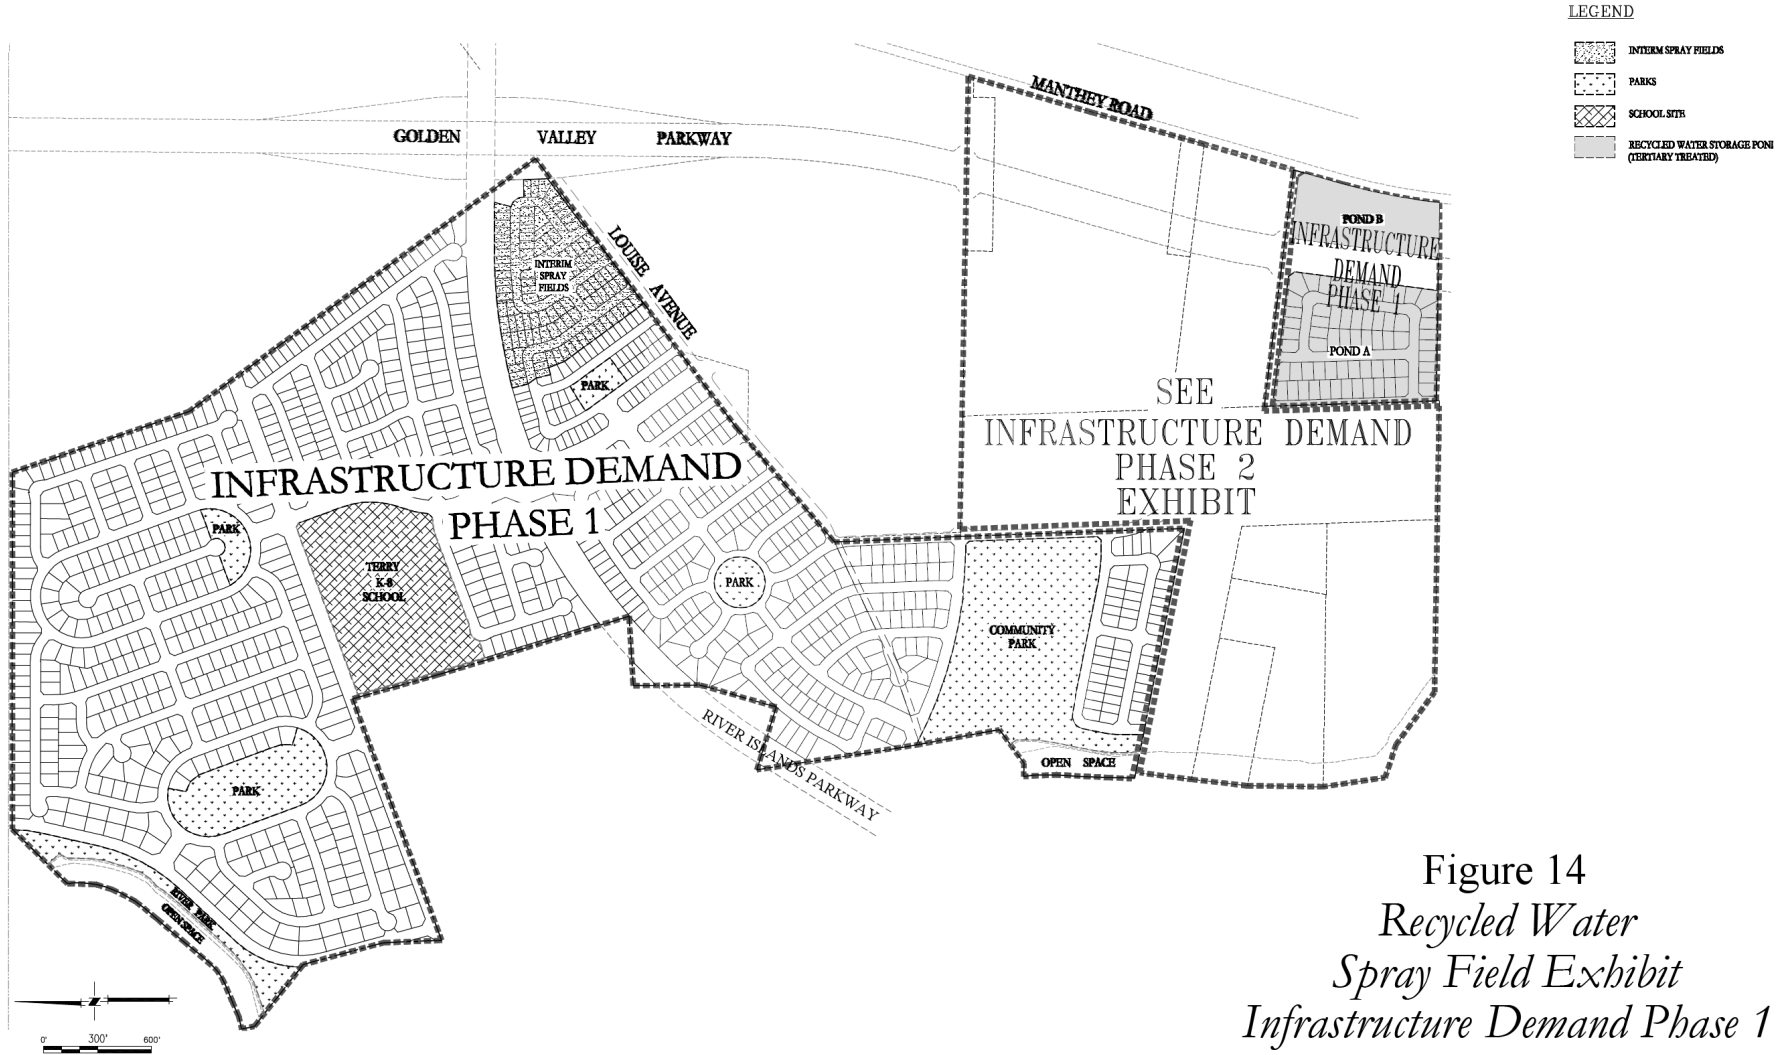 LEGEND
INTERIM SPRAY FIELDS
PARKS
SCHOOL SITE
RECYCLED WATER STORAGE POND
(TERTIARY TREATED)
MANTHEY ROAD
GOLDEN VALLEY PARKWAY
LOUISE AVENUE
INTERIM
SPRAY
FIELDS
PARK
POND B
INFRASTRUCTURE
DEMAND
PHASE 1
POND A
SEE
INFRASTRUCTURE DEMAND
PHASE 2
EXHIBIT
INFRASTRUCTURE DEMAND
PHASE 1
PARK
TERRY
K-8
SCHOOL
PARK
COMMUNITY
PARK
RIVER ISLANDS PARKWAY
OPEN SPACE
PARK
RIVER PARK
OPEN SPACE
0' 300' 600'
Figure 14
Recycled Water
Spray Field Exhibit
Infrastructure Demand Phase 1